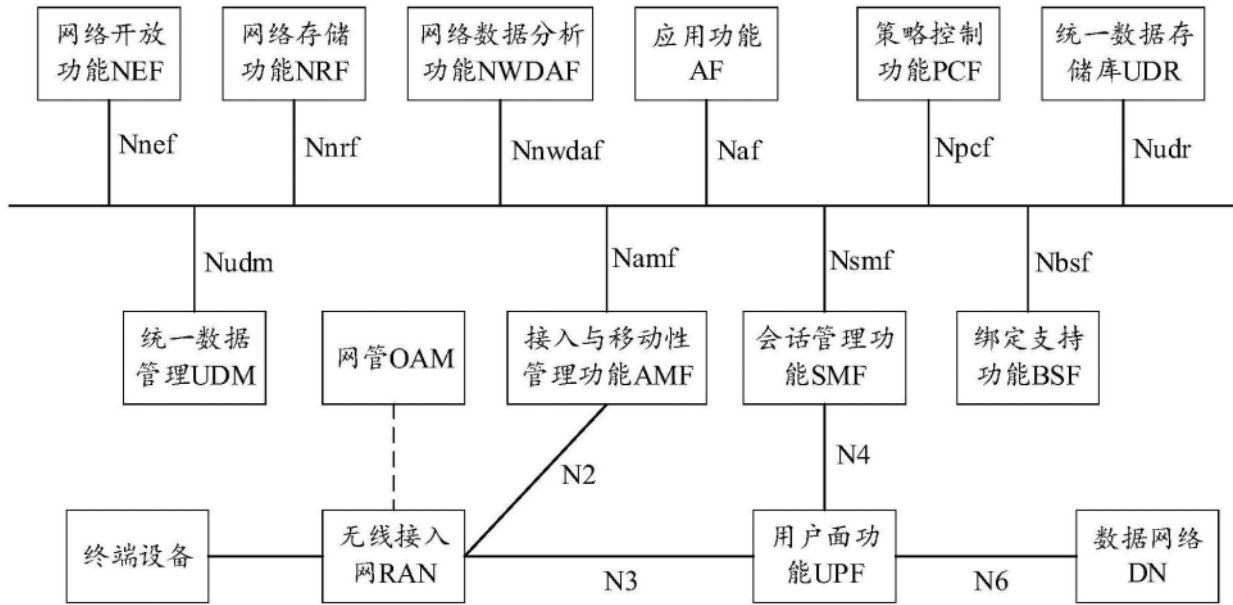 网络开放
功能NEF
网络存储
功能NRF
网络数据分析
功能NWDAF
应用功能
AF
策略控制
功能PCF
统一数据存
储库UDR
Nnef
Nnrf
Nnwdaf
Naf
Npcf
Nudr
Nudm
Namf
Nsmf
Nbsf
统一数据
管理UDM
网管OAM
接入与移动性
管理功能AMF
会话管理功
能SMF
绑定支持
功能BSF
N2
N4
终端设备
无线接入
网RAN
N3
用户面功
能UPF
N6
数据网络
DN